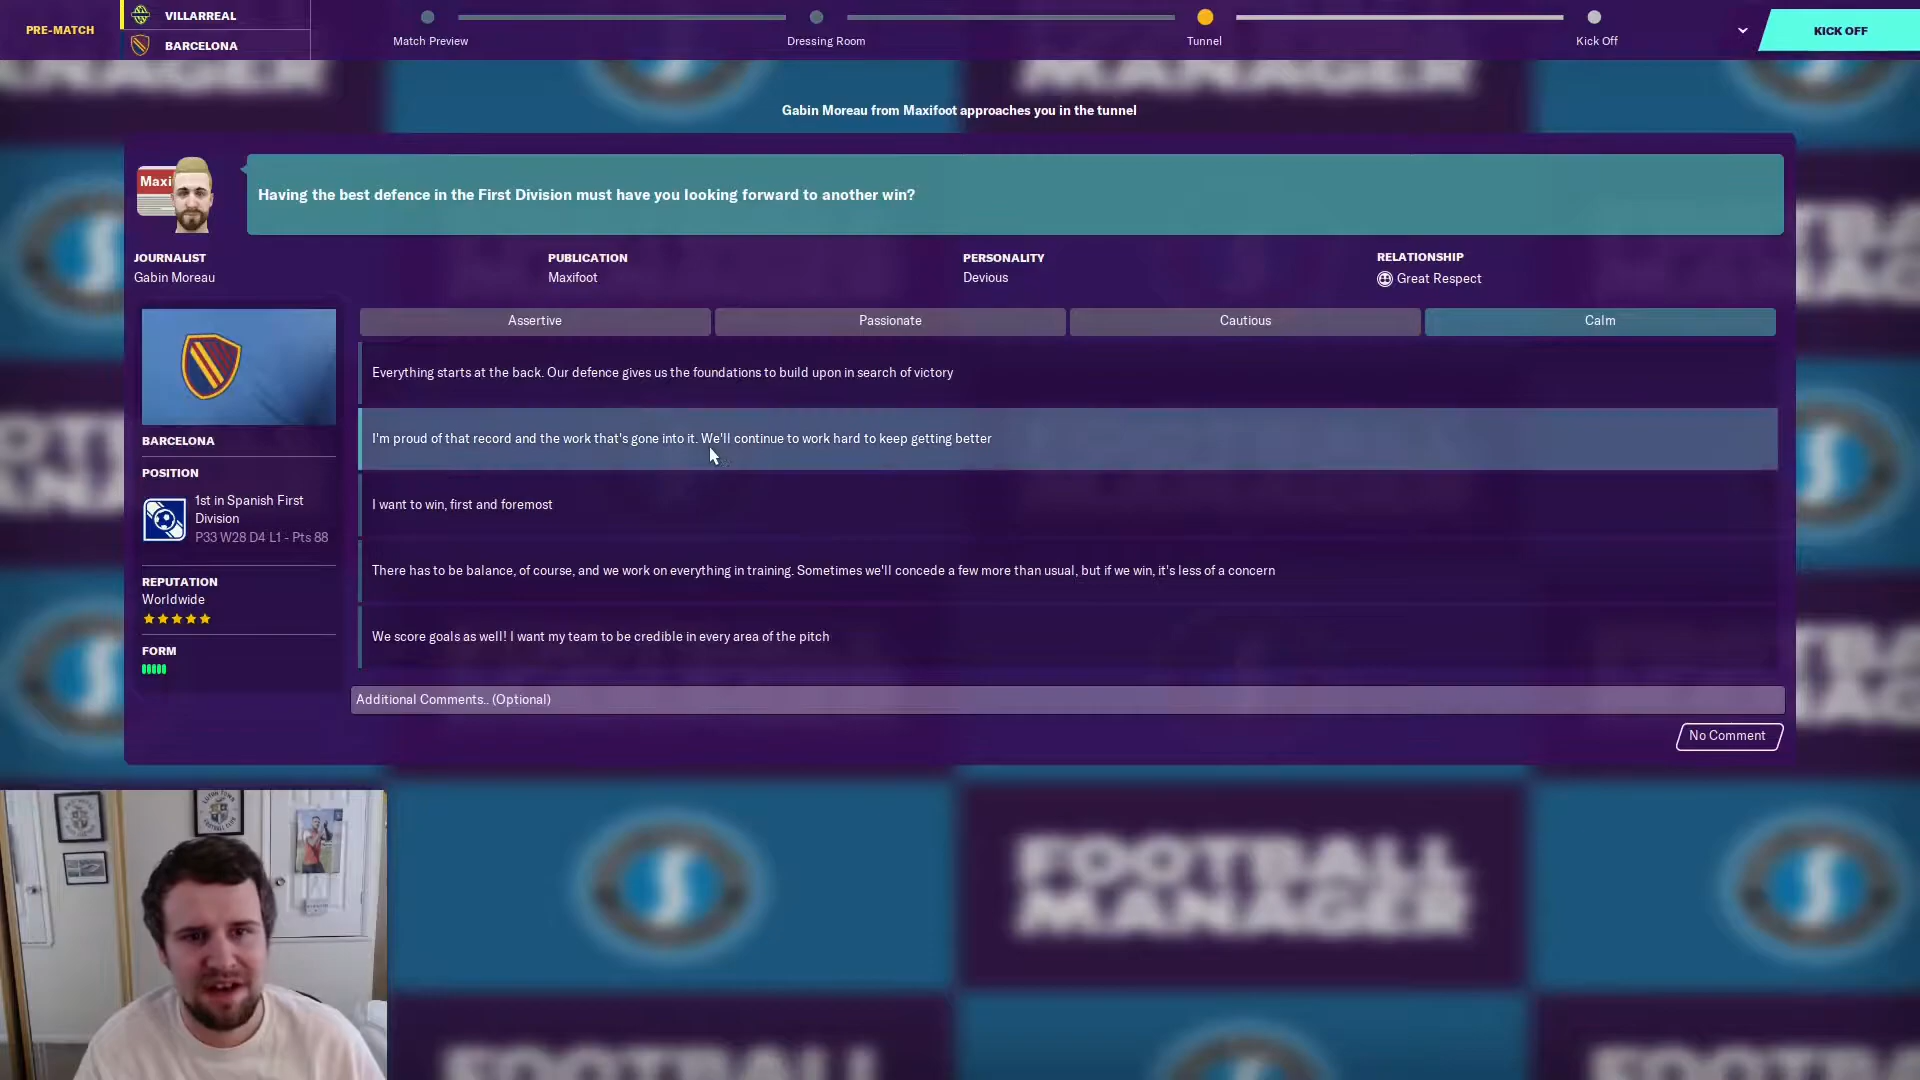 PRE-MATCH
VILLARREAL
BARCELONA
Match Preview
Dressing Room
Tunnel
Kick Off
KICK OFF
MANAGER
MANAGER
Gabin Moreau from Maxifoot approaches you in the tunnel
Maxi
Having the best defence in the First Division must have you looking forward to another win?
JOURNALIST
Gabin Moreau
PUBLICATION
Maxifoot
PERSONALITY
Devious
RELATIONSHIP
Great Respect
Assertive
Passionate
Cautious
Calm
Everything starts at the back. Our defence gives us the foundations to build upon in search of victory
I'm proud of that record and the work that's gone into it. We'll continue to work hard to keep getting better
I want to win, first and foremost
There has to be balance, of course, and we work on everything in training. Sometimes we'll concede a few more than usual, but if we win, it's less of a concern
We score goals as well! I want my team to be credible in every area of the pitch
BARCELONA
POSITION
1st in Spanish First
Division
P33 W28 D4 L1 - Pts 88
REPUTATION
Worldwide
FORM
Additional Comments.. (Optional)
No Comment
FOOTBALL
MANAGER